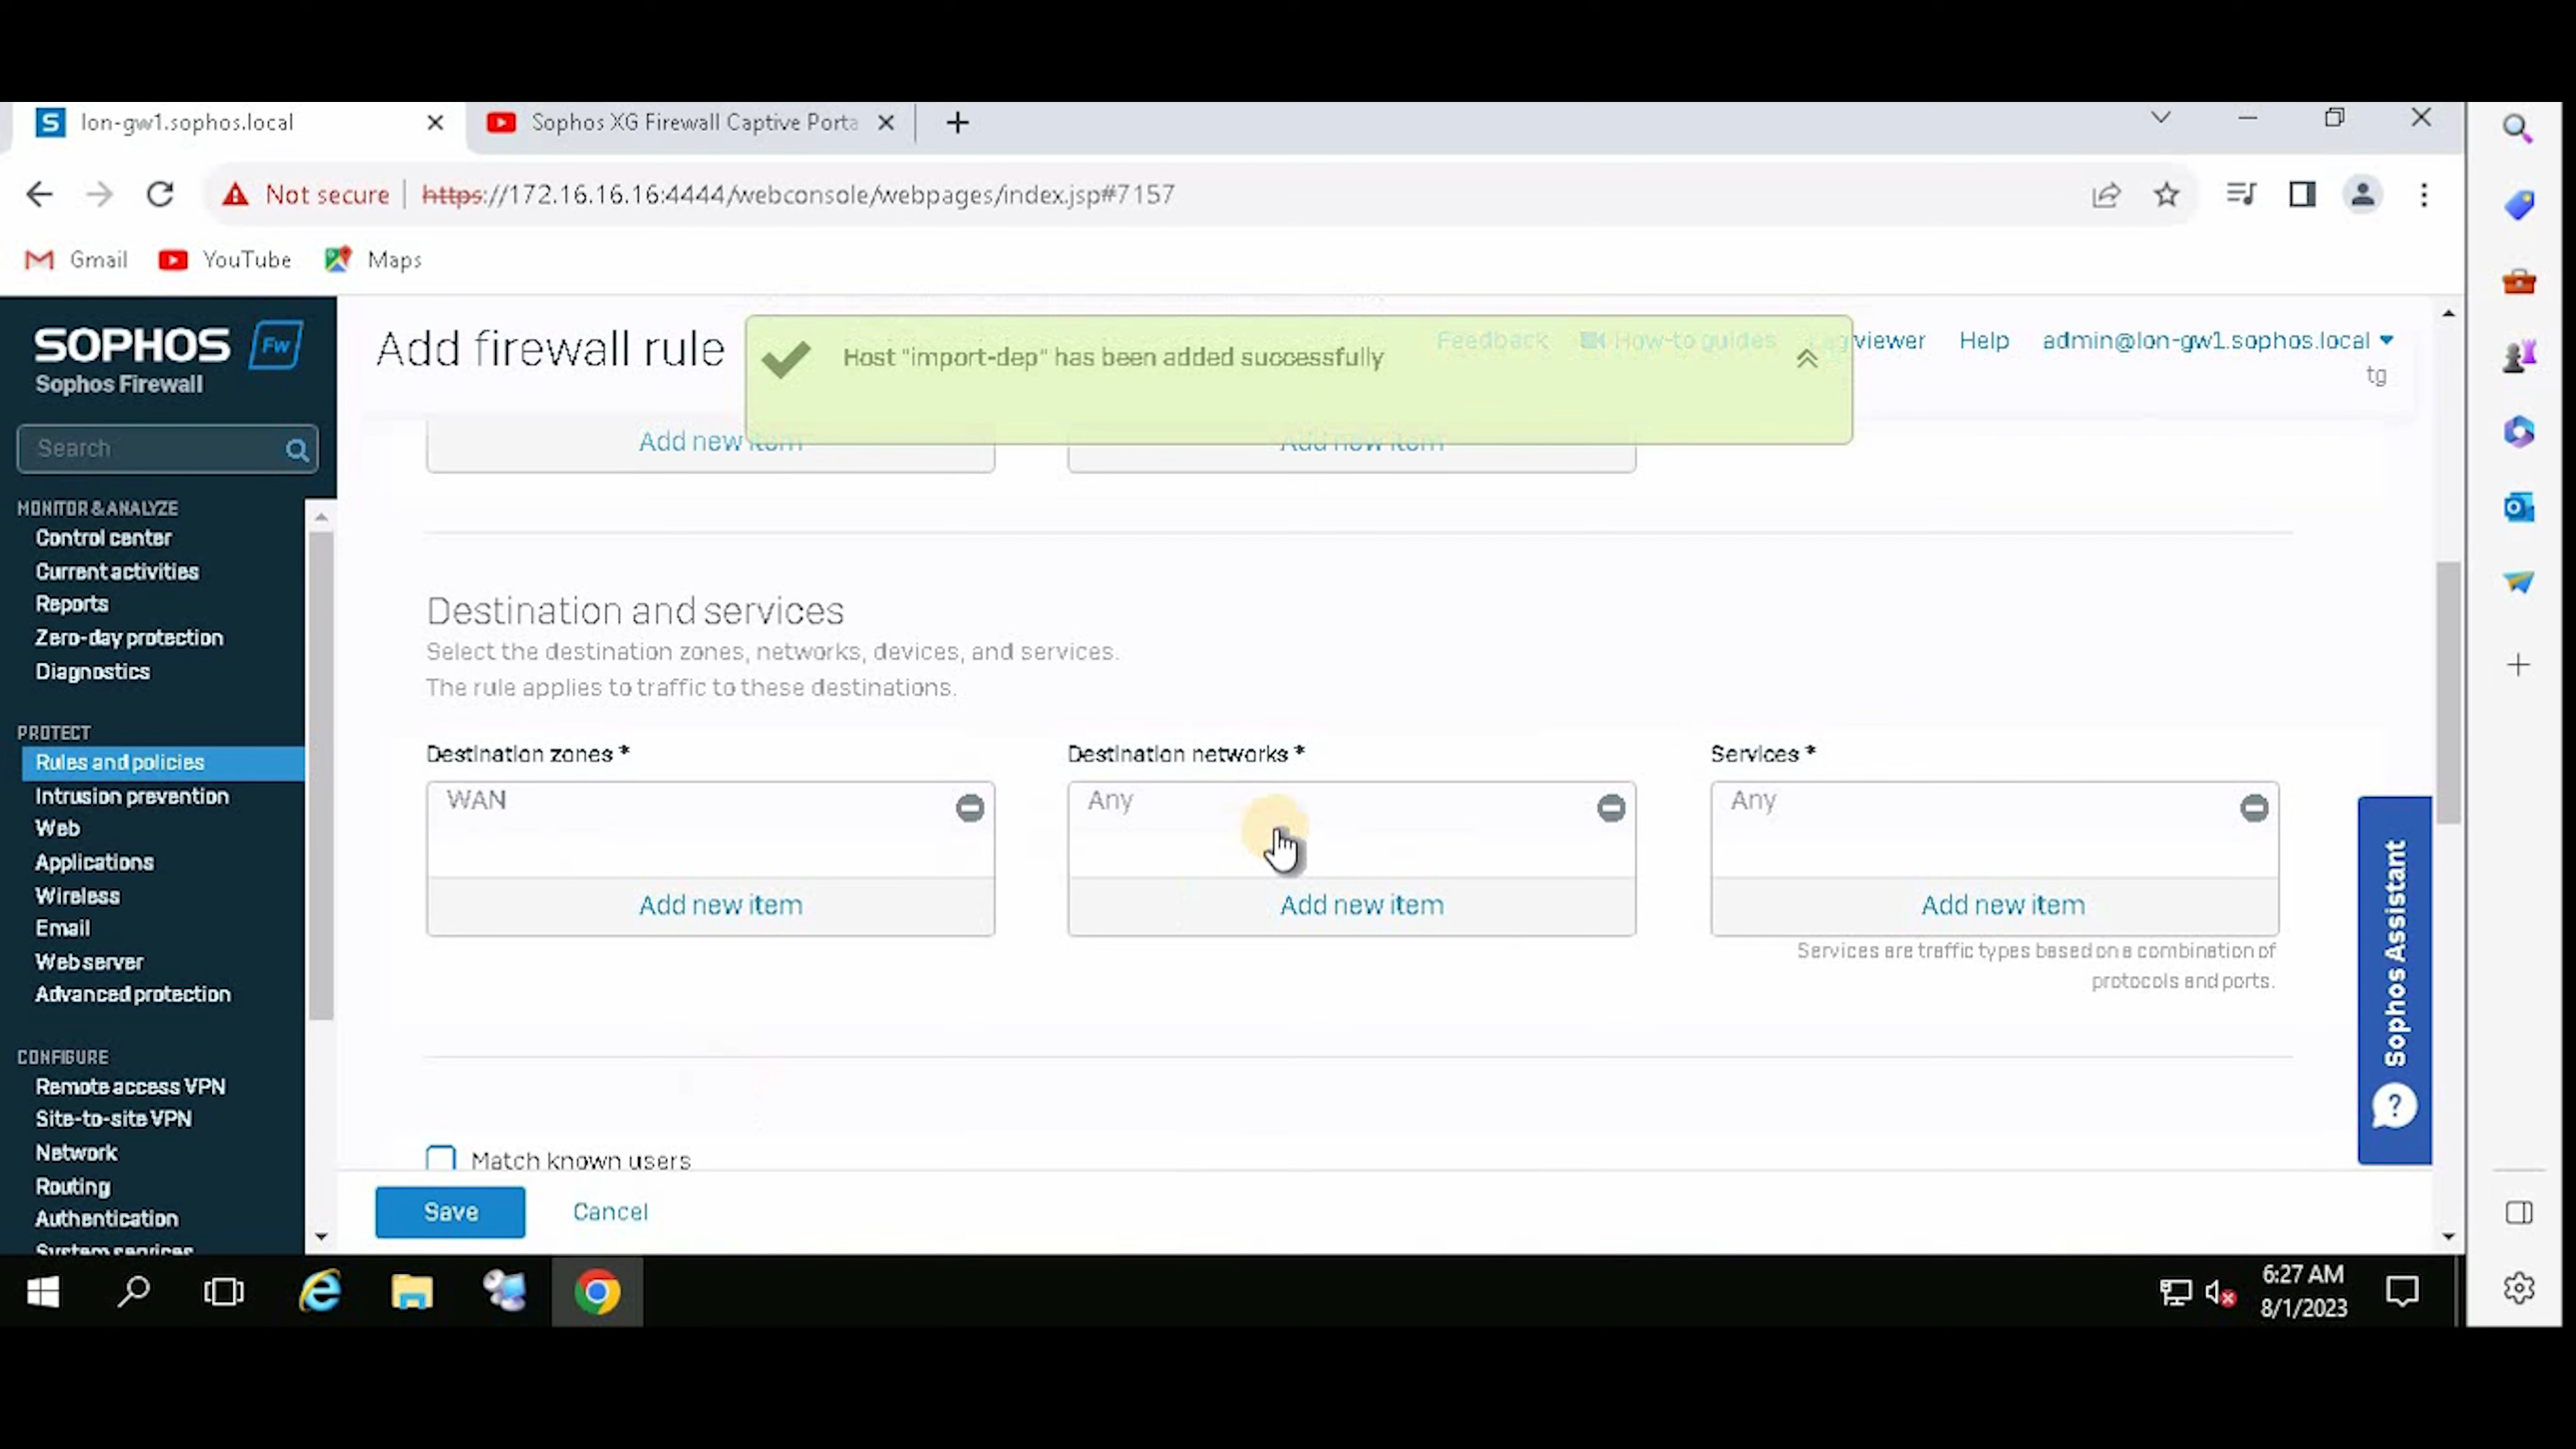 lon-gw1.sophos.local
Sophos XG Firewall Captive Porta
Not secure
https://172.16.16.16:4444/webconsole/webpages/index.jsp#7157
Gmail
YouTube
Maps
SOPHOS
Fw
Sophos Firewall
Search
MONITOR & ANALYZE
Control center
Current activities
Reports
Zero-day protection
Diagnostics
PROTECT
Rules and policies
Intrusion prevention
Web
Applications
Wireless
Email
Web server
Advanced protection
CONFIGURE
Remote access VPN
Site-to-site VPN
Network
Routing
Authentication
System services
Add firewall rule
Host "import-dep" has been added successfully
Feedback
How-to guides
viewer
Help
admin@lon-gw1.sophos.local
tg
Add new item
Add new item
Destination and services
Select the destination zones, networks, devices, and services.
The rule applies to traffic to these destinations.
Destination zones *
WAN
Add new item
Destination networks *
Any
Add new item
Services *
Any
Add new item
Services are traffic types based on a combination of
protocols and ports.
Match known users
Save
Cancel
Sophos Assistant
?
6:27 AM
8/1/2023